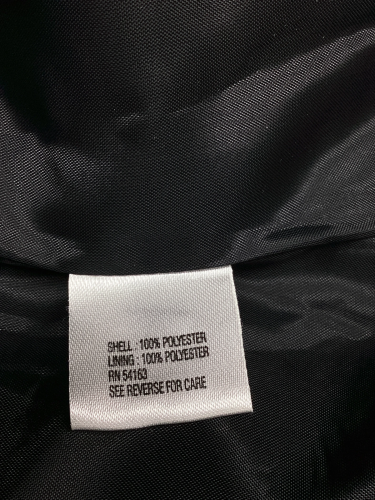 SHELL : 100% POLYESTER
LINING : 100% POLYESTER
RN 54163
SEE REVERSE FOR CARE